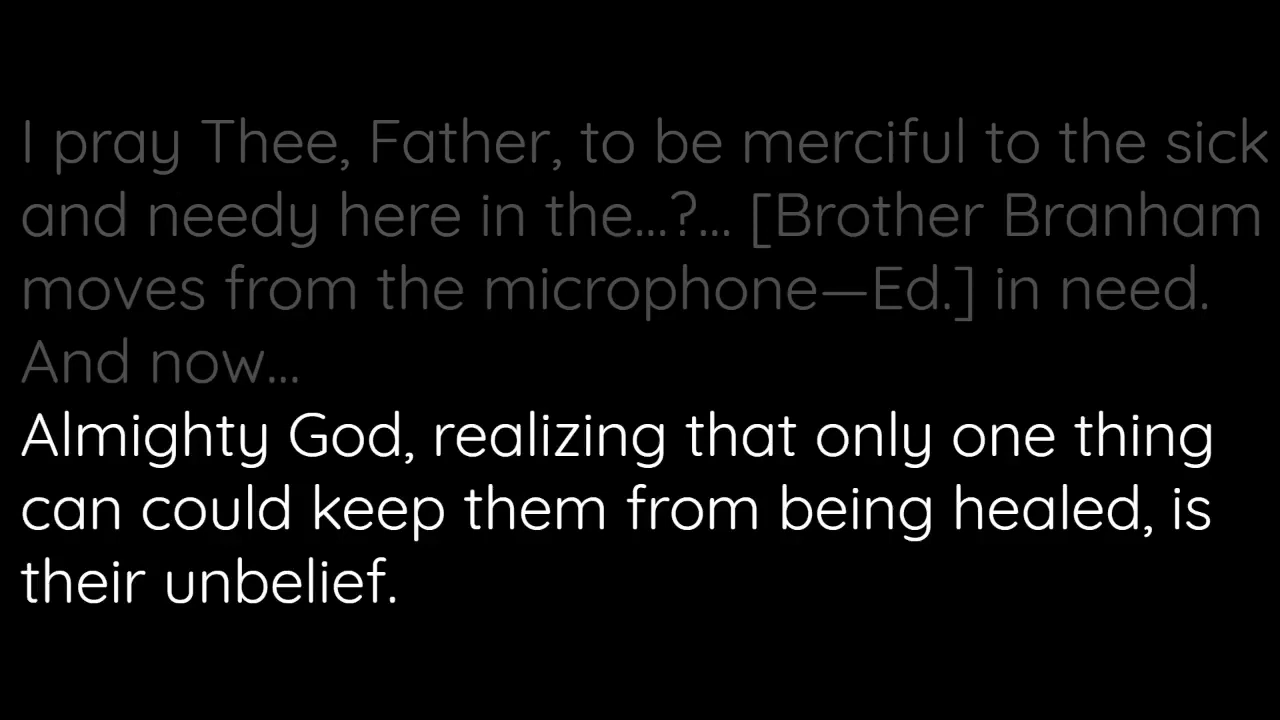 I pray Thee, Father, to be merciful to the sick
and needy here in the...?... [Brother Branham
moves from the microphone—Ed.] in need.
And now...
Almighty God, realizing that only one thing
can could keep them from being healed, is
their unbelief.